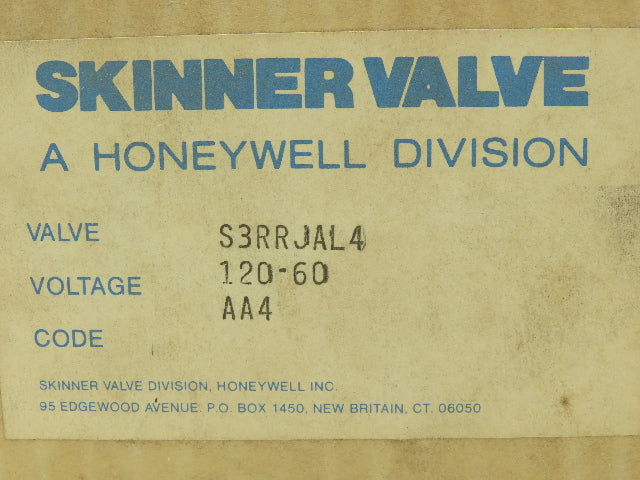 SKINNER VALVE
A HONEYWELL DIVISION
VALVE S3RRJAL4
VOLTAGE 120-60
CODE AA4
SKINNER VALVE DIVISION, HONEYWELL INC.
95 EDGEWOOD AVENUE. P.O. BOX 1450, NEW BRITAIN, CT. 06050